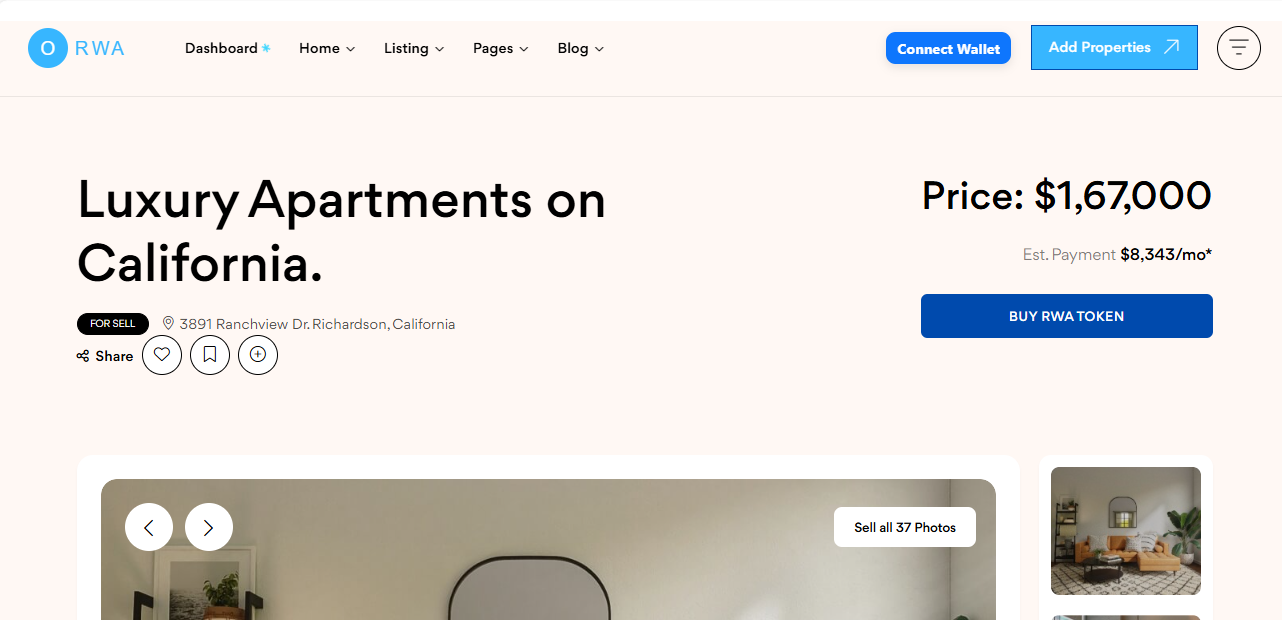 O RWA
Dashboard Home Listing Pages Blog
Connect Wallet
Add Properties
Luxury Apartments on
California.
Price: $1,67,000
Est. Payment $8,343/mo*
FOR SELL
3891 Ranchview Dr. Richardson, California
BUY RWA TOKEN
Share
Sell all 37 Photos